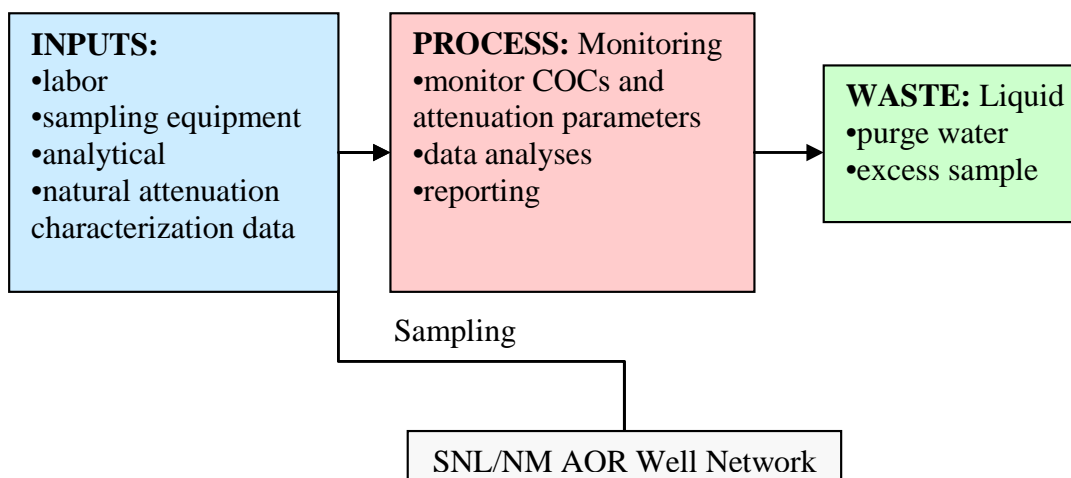 INPUTS:
•labor
•sampling equipment
•analytical
•natural attenuation
characterization data
PROCESS: Monitoring
•monitor COCs and
attenuation parameters
•data analyses
•reporting
WASTE: Liquid
•purge water
•excess sample
Sampling
SNL/NM AOR Well Network